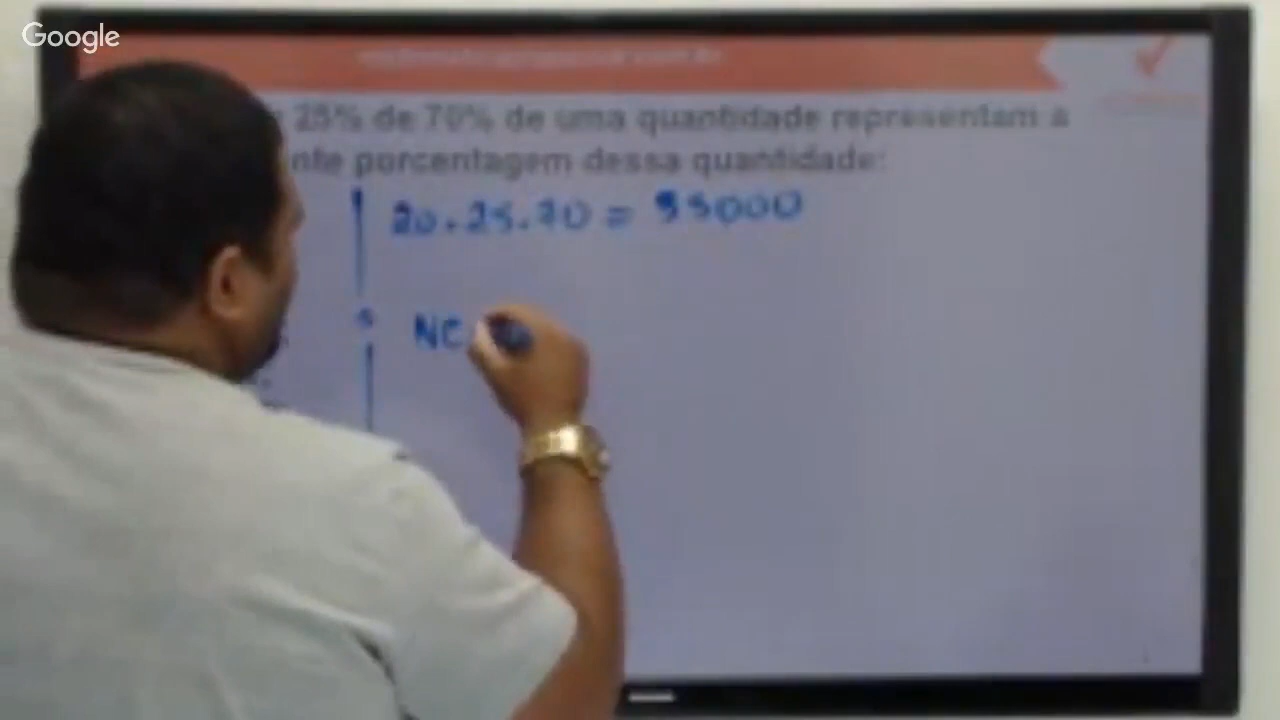 Google
25% de 70% de uma quantidade representam a
nte porcentagem dessa quantidade:
20.25.70 = 35000
NC